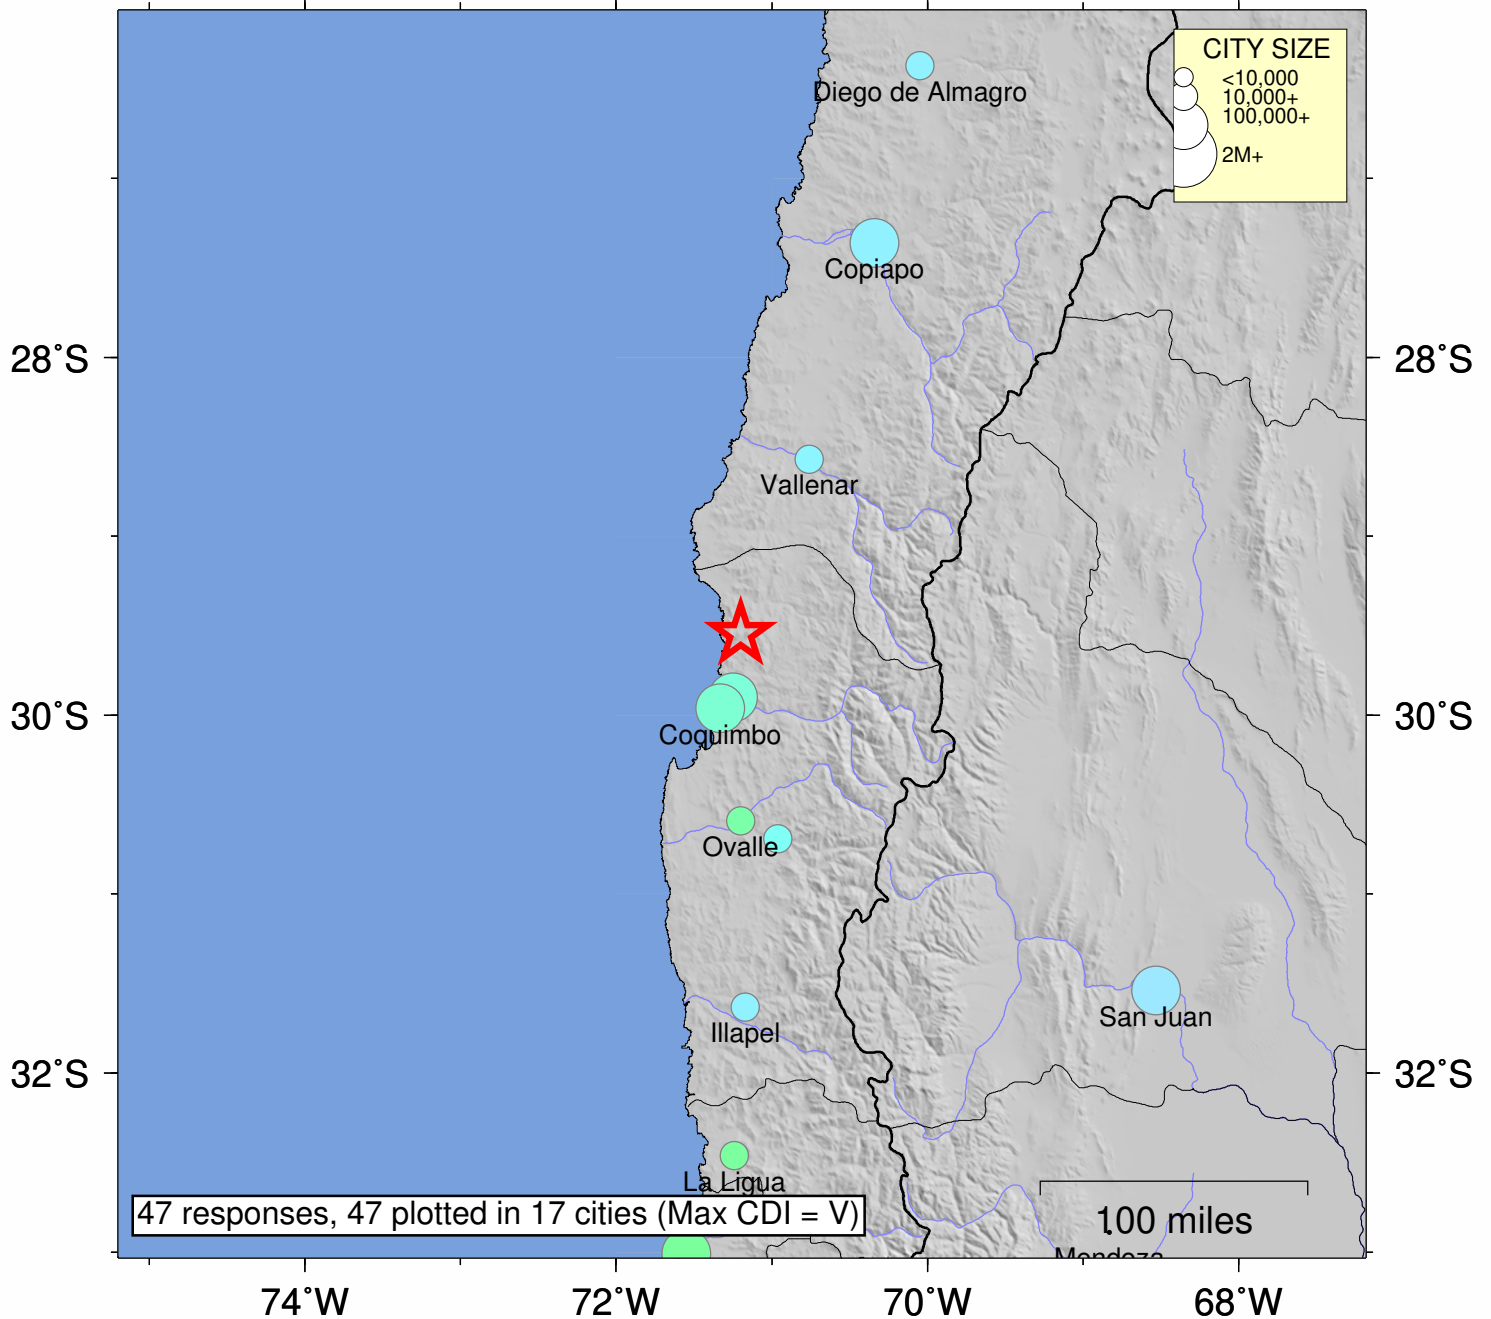 CITY SIZE
<10,000
10,000+
100,000+
2M+
Diego de Almagro
Copiapo
28°S
28°S
Vallenar
30°S
30°S
Coquimbo
Ovalle
San Juan
Illapel
32°S
32°S
La Ligua
47 responses, 47 plotted in 17 cities (Max CDI = V)
100 miles
Mendoza
74°W
72°W
70°W
68°W